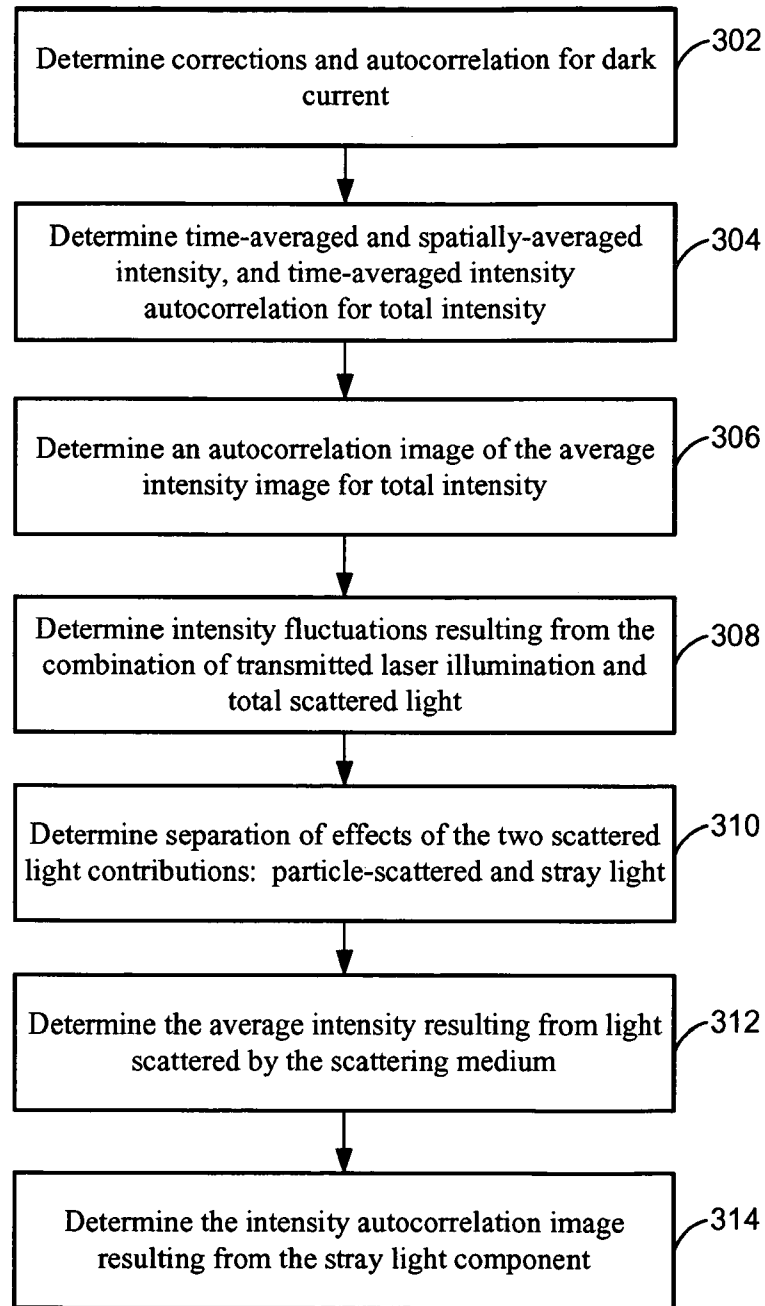 Determine corrections and autocorrelation for dark
current
302
Determine time-averaged and spatially-averaged
intensity, and time-averaged intensity
autocorrelation for total intensity
304
Determine an autocorrelation image of the average
intensity image for total intensity
306
Determine intensity fluctuations resulting from the
combination of transmitted laser illumination and
total scattered light
308
Determine separation of effects of the two scattered
light contributions: particle-scattered and stray light
310
Determine the average intensity resulting from light
scattered by the scattering medium
312
Determine the intensity autocorrelation image
resulting from the stray light component
314